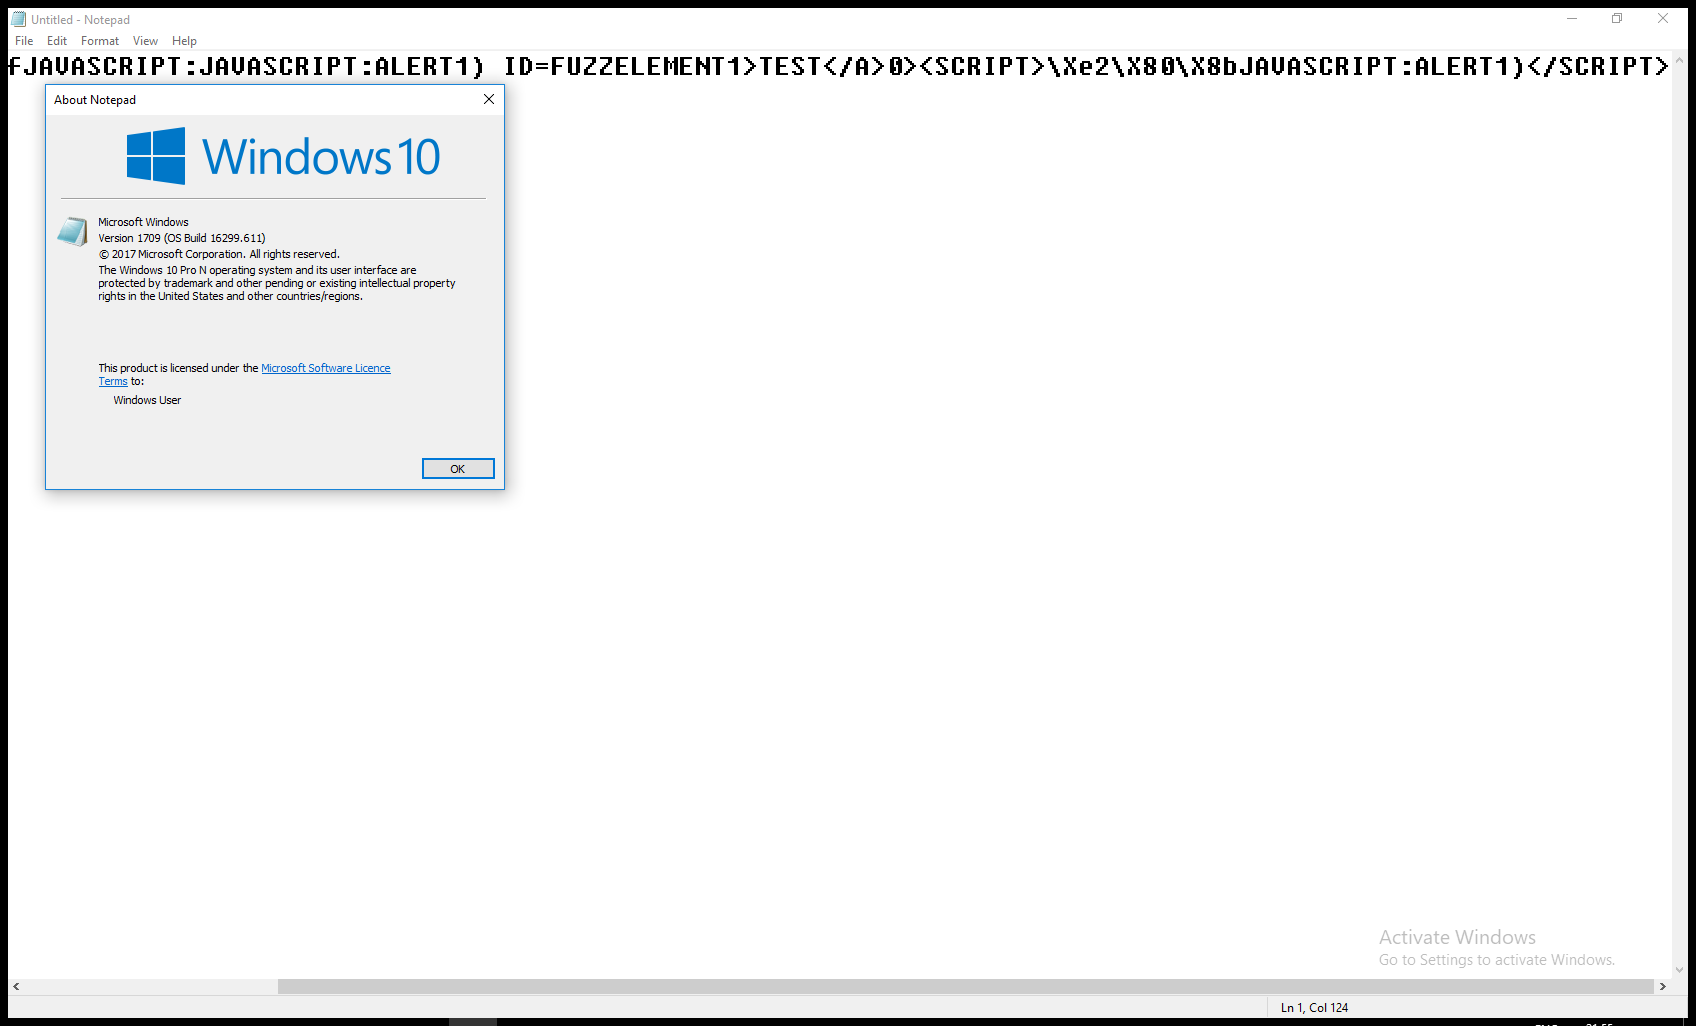 Untitled - Notepad
File Edit Format View Help
fJAVASCRIPT:JAVASCRIPT:ALERT1) ID=FUZZELEMENT1>TEST</A>0><SCRIPT>\Xe2\X80\X8bJAVASCRIPT:ALERT1)</SCRIPT>
About Notepad
Windows 10
Microsoft Windows
Version 1709 (OS Build 16299.611)
© 2017 Microsoft Corporation. All rights reserved.
The Windows 10 Pro N operating system and its user interface are
protected by trademark and other pending or existing intellectual property
rights in the United States and other countries/regions.
This product is licensed under the Microsoft Software Licence
Terms to:
Windows User
OK
Activate Windows
Go to Settings to activate Windows.
Ln 1, Col 124